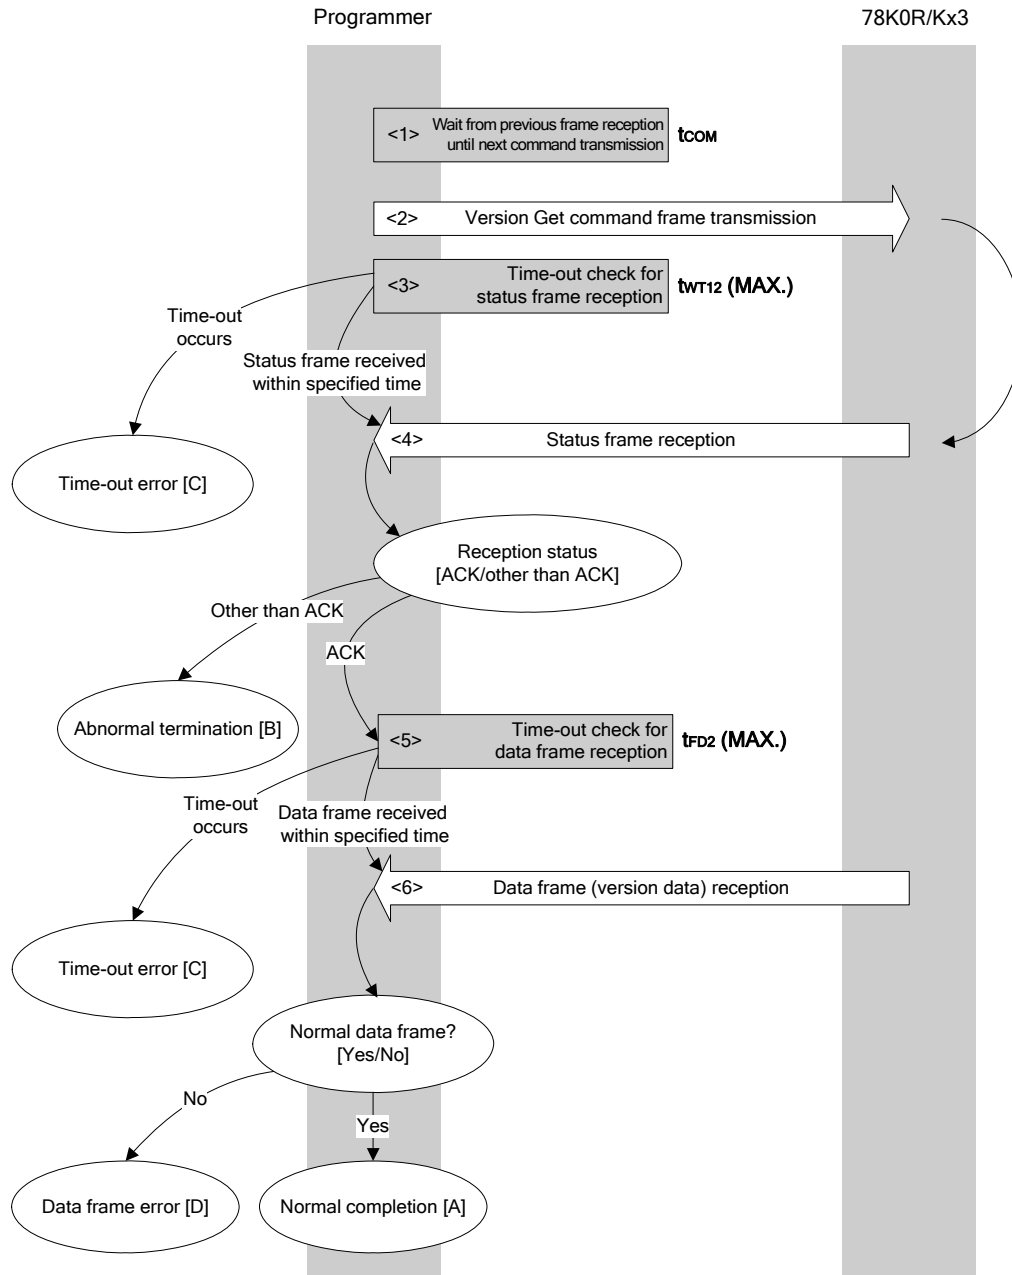 Programmer
78K0R/Kx3
<1> Wait from previous frame reception
until next command transmission
tCOM
<2> Version Get command frame transmission
<3> Time-out check for
status frame reception
tWT12 (MAX.)
Time-out
occurs
Status frame received
within specified time
<4> Status frame reception
Time-out error [C]
Reception status
[ACK/other than ACK]
Other than ACK
ACK
Abnormal termination [B]
<5> Time-out check for
data frame reception
tFD2 (MAX.)
Time-out
occurs
Data frame received
within specified time
<6> Data frame (version data) reception
Time-out error [C]
Normal data frame?
[Yes/No]
No
Yes
Data frame error [D]
Normal completion [A]